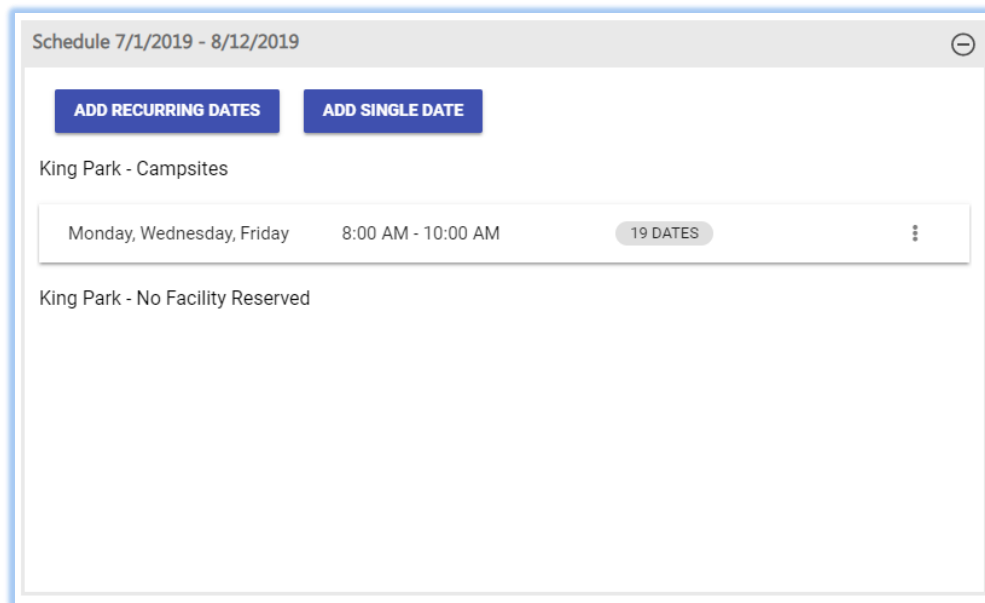 Schedule 7/1/2019 - 8/12/2019
ADD RECURRING DATES ADD SINGLE DATE
King Park - Campsites
Monday, Wednesday, Friday 8:00 AM - 10:00 AM 19 DATES
King Park - No Facility Reserved